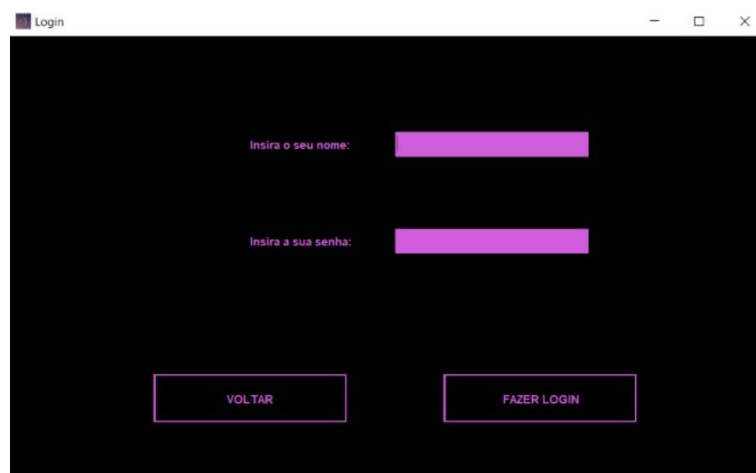 Login
Insira o seu nome:
Insira a sua senha:
VOLTAR
FAZER LOGIN